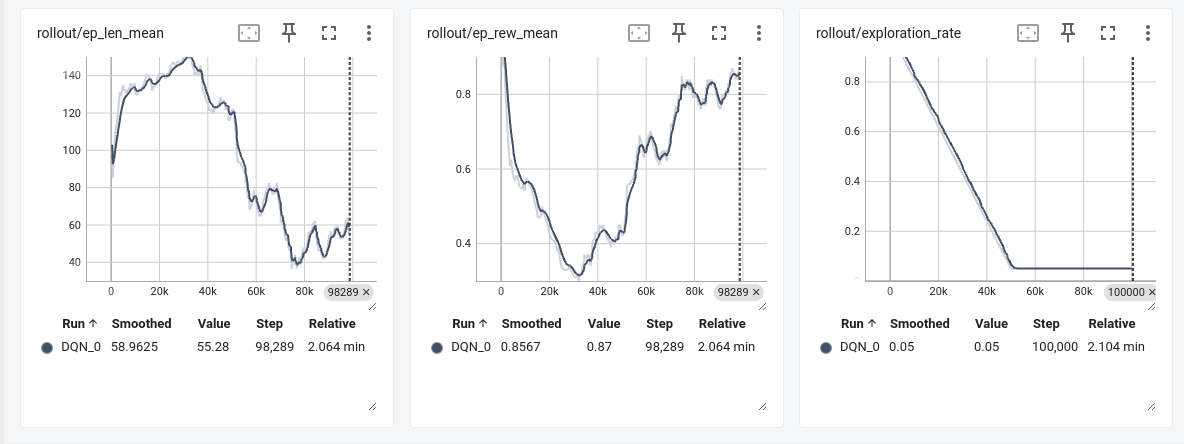 rollout/ep_len_mean
140
120
100
80
60
40
0 20k 40k 60k 80k 98289 ×
Run ↑ Smoothed Value Step Relative
DQN_0 58.9625 55.28 98,289 2.064 min
rollout/ep_rew_mean
0.8
0.6
0.4
0 20k 40k 60k 80k 98289 ×
Run ↑ Smoothed Value Step Relative
DQN_0 0.8567 0.87 98,289 2.064 min
rollout/exploration_rate
0.8
0.6
0.4
0.2
0 20k 40k 60k 80k 100000 ×
Run ↑ Smoothed Value Step Relative
DQN_0 0.05 0.05 100,000 2.104 min